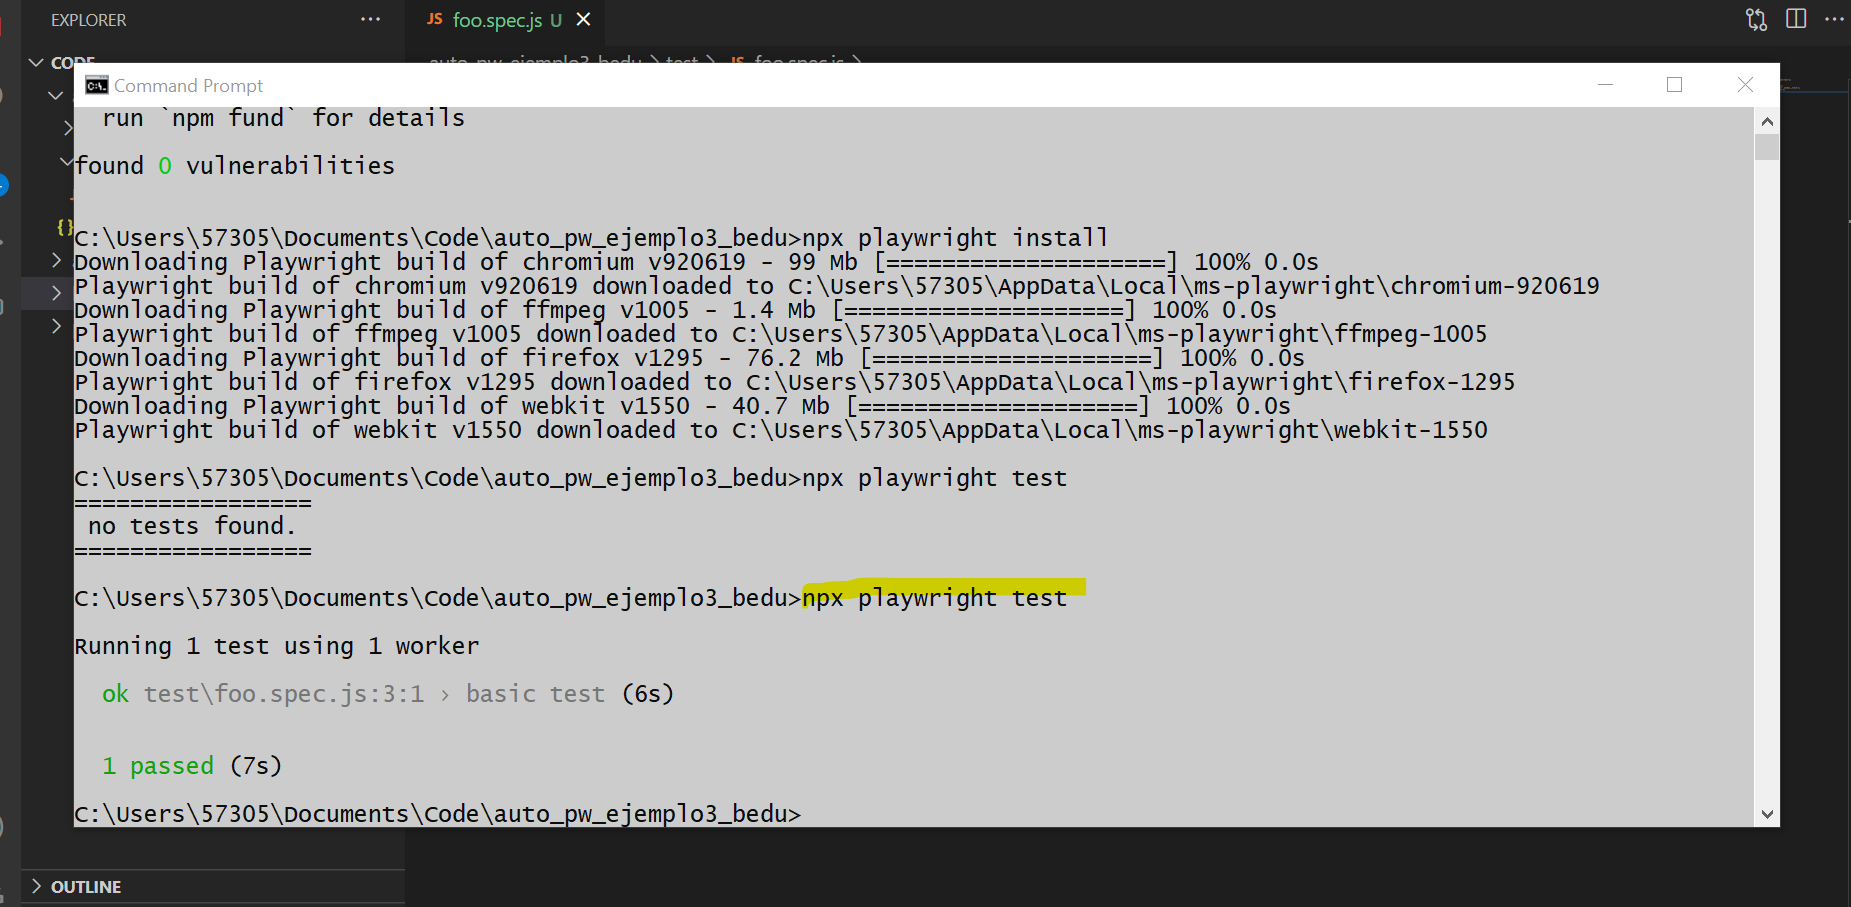 EXPLORER
JS foo.spec.js U
CODE
auto_pw_ejemplo3_bedu > test > JS foo.spec.js >
Command Prompt
run `npm fund` for details
found 0 vulnerabilities
{}
C:\Users\57305\Documents\Code\auto_pw_ejemplo3_bedu>npx playwright install
Downloading Playwright build of chromium v920619 - 99 Mb [====================] 100% 0.0s
Playwright build of chromium v920619 downloaded to C:\Users\57305\AppData\Local\ms-playwright\chromium-920619
Downloading Playwright build of ffmpeg v1005 - 1.4 Mb [====================] 100% 0.0s
Playwright build of ffmpeg v1005 downloaded to C:\Users\57305\AppData\Local\ms-playwright\ffmpeg-1005
Downloading Playwright build of firefox v1295 - 76.2 Mb [====================] 100% 0.0s
Playwright build of firefox v1295 downloaded to C:\Users\57305\AppData\Local\ms-playwright\firefox-1295
Downloading Playwright build of webkit v1550 - 40.7 Mb [====================] 100% 0.0s
Playwright build of webkit v1550 downloaded to C:\Users\57305\AppData\Local\ms-playwright\webkit-1550
C:\Users\57305\Documents\Code\auto_pw_ejemplo3_bedu>npx playwright test
=================
no tests found.
=================
C:\Users\57305\Documents\Code\auto_pw_ejemplo3_bedu>npx playwright test
Running 1 test using 1 worker
ok test\foo.spec.js:3:1 › basic test (6s)
1 passed (7s)
C:\Users\57305\Documents\Code\auto_pw_ejemplo3_bedu>
OUTLINE